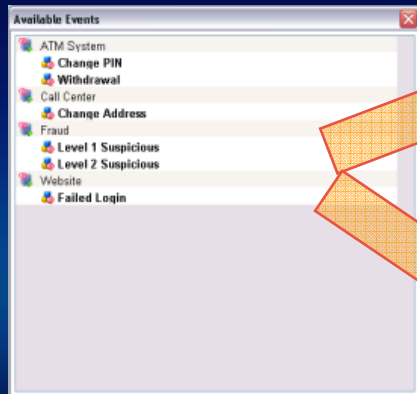 Available Events
ATM System
Change PIN
Withdrawal
Call Center
Change Address
Fraud
Level 1 Suspicious
Level 2 Suspicious
Website
Failed Login